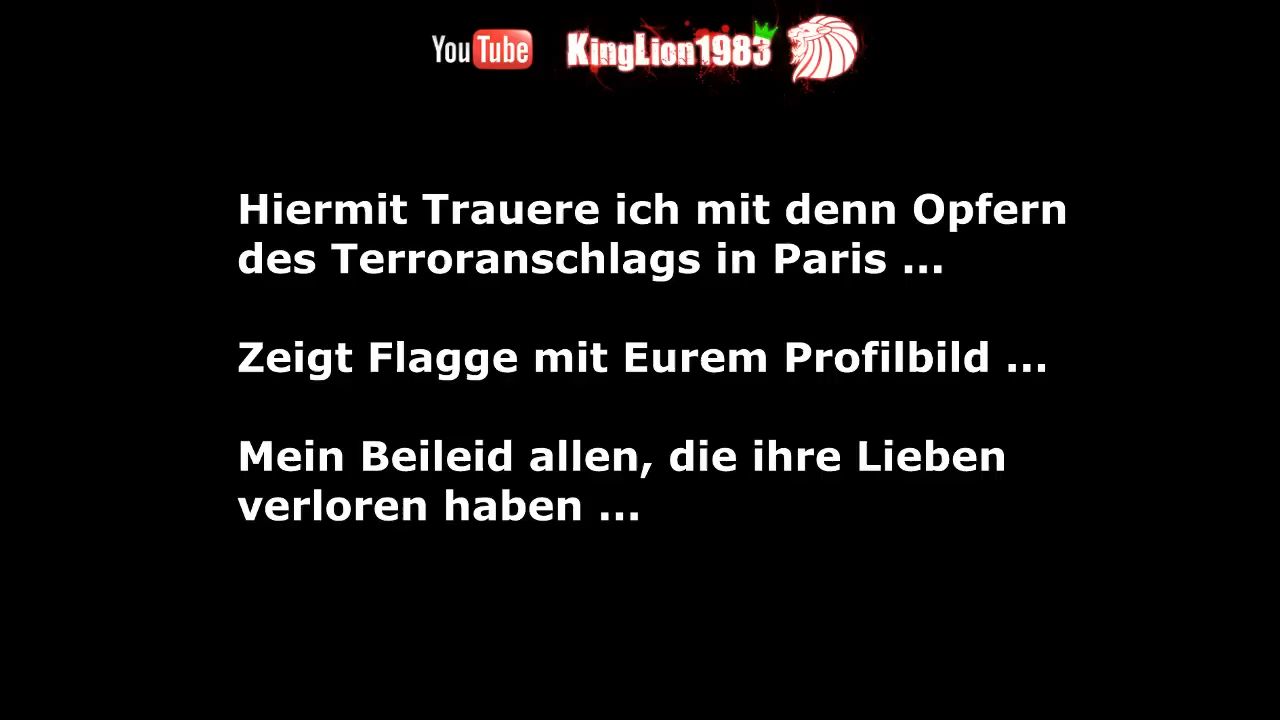 YouTube KingLion1983
Hiermit Trauere ich mit denn Opfern
des Terroranschlags in Paris ...
Zeigt Flagge mit Eurem Profilbild ...
Mein Beileid allen, die ihre Lieben
verloren haben ...